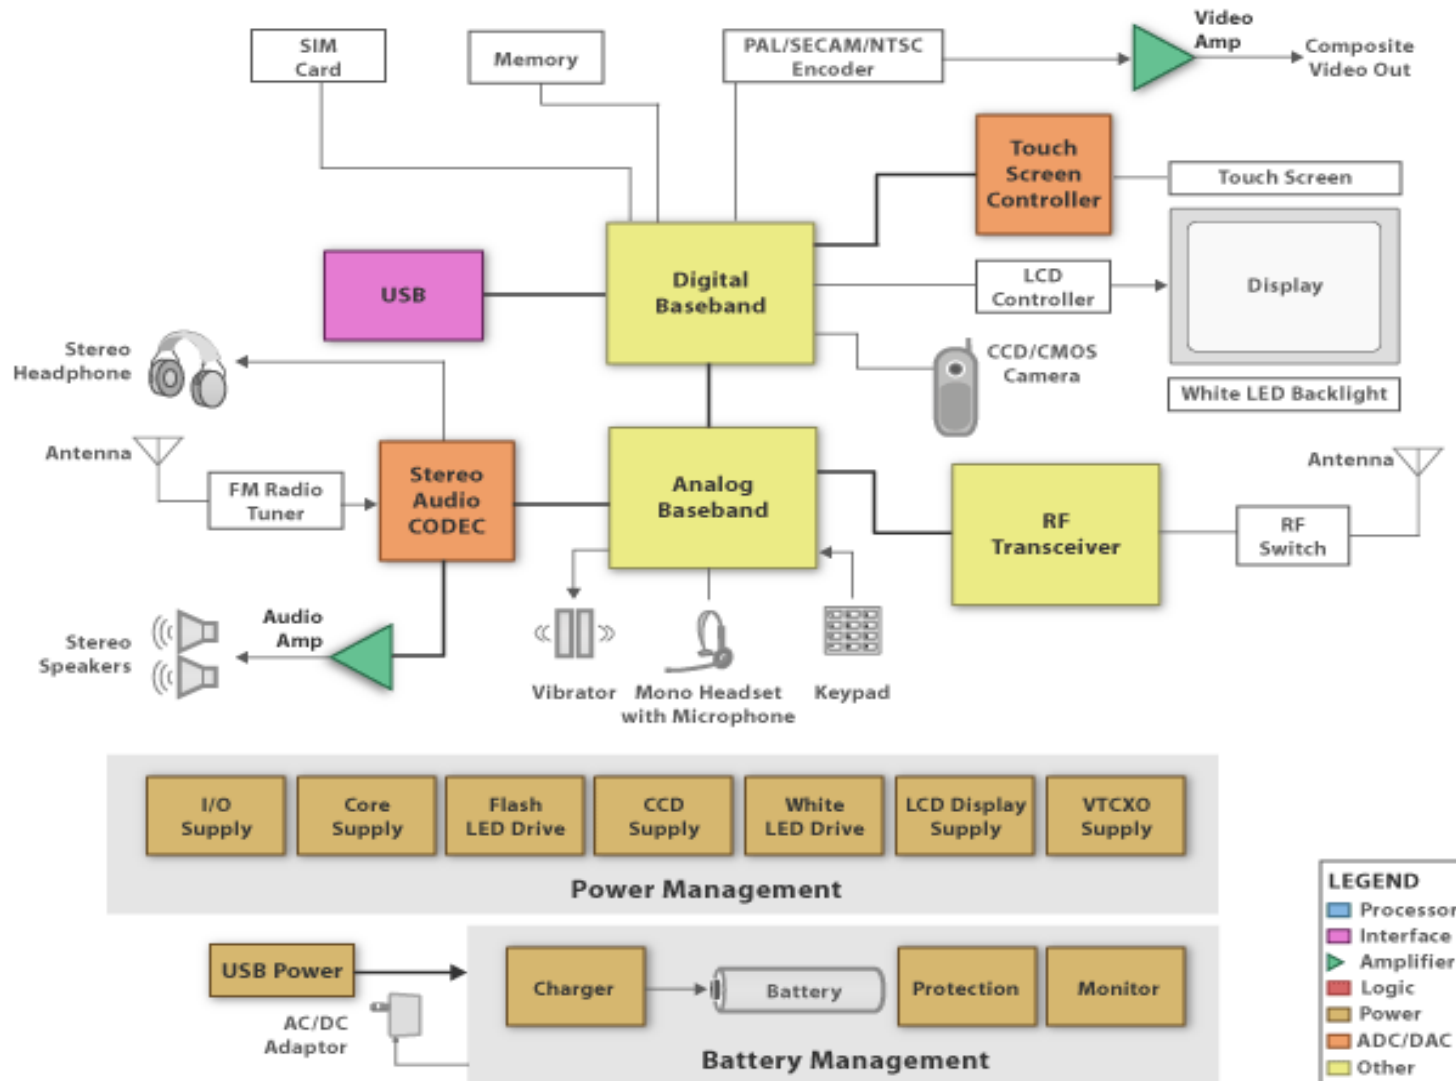 SIM
Card
Memory
PAL/SECAM/NTSC
Encoder
Video
Amp
Composite
Video Out
Touch
Screen
Controller
Touch Screen
USB
Digital
Baseband
LCD
Controller
Display
Stereo
Headphone
CCD/CMOS
Camera
White LED Backlight
Antenna
FM Radio
Tuner
Stereo
Audio
CODEC
Analog
Baseband
RF
Transceiver
RF
Switch
Antenna
Audio
Amp
Stereo
Speakers
Vibrator
Mono Headset
with Microphone
Keypad
I/O
Supply
Core
Supply
Flash
LED Drive
CCD
Supply
White
LED Drive
LCD Display
Supply
VTCXO
Supply
Power Management
USB Power
AC/DC
Adaptor
Charger
Battery
Protection
Monitor
Battery Management
LEGEND
Processor
Interface
Amplifier
Logic
Power
ADC/DAC
Other